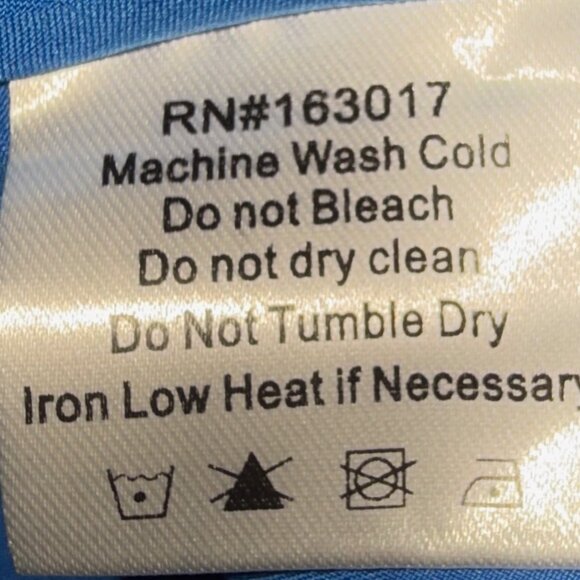 RN#163017
Machine Wash Cold
Do not Bleach
Do not dry clean
Do Not Tumble Dry
Iron Low Heat if Necessary